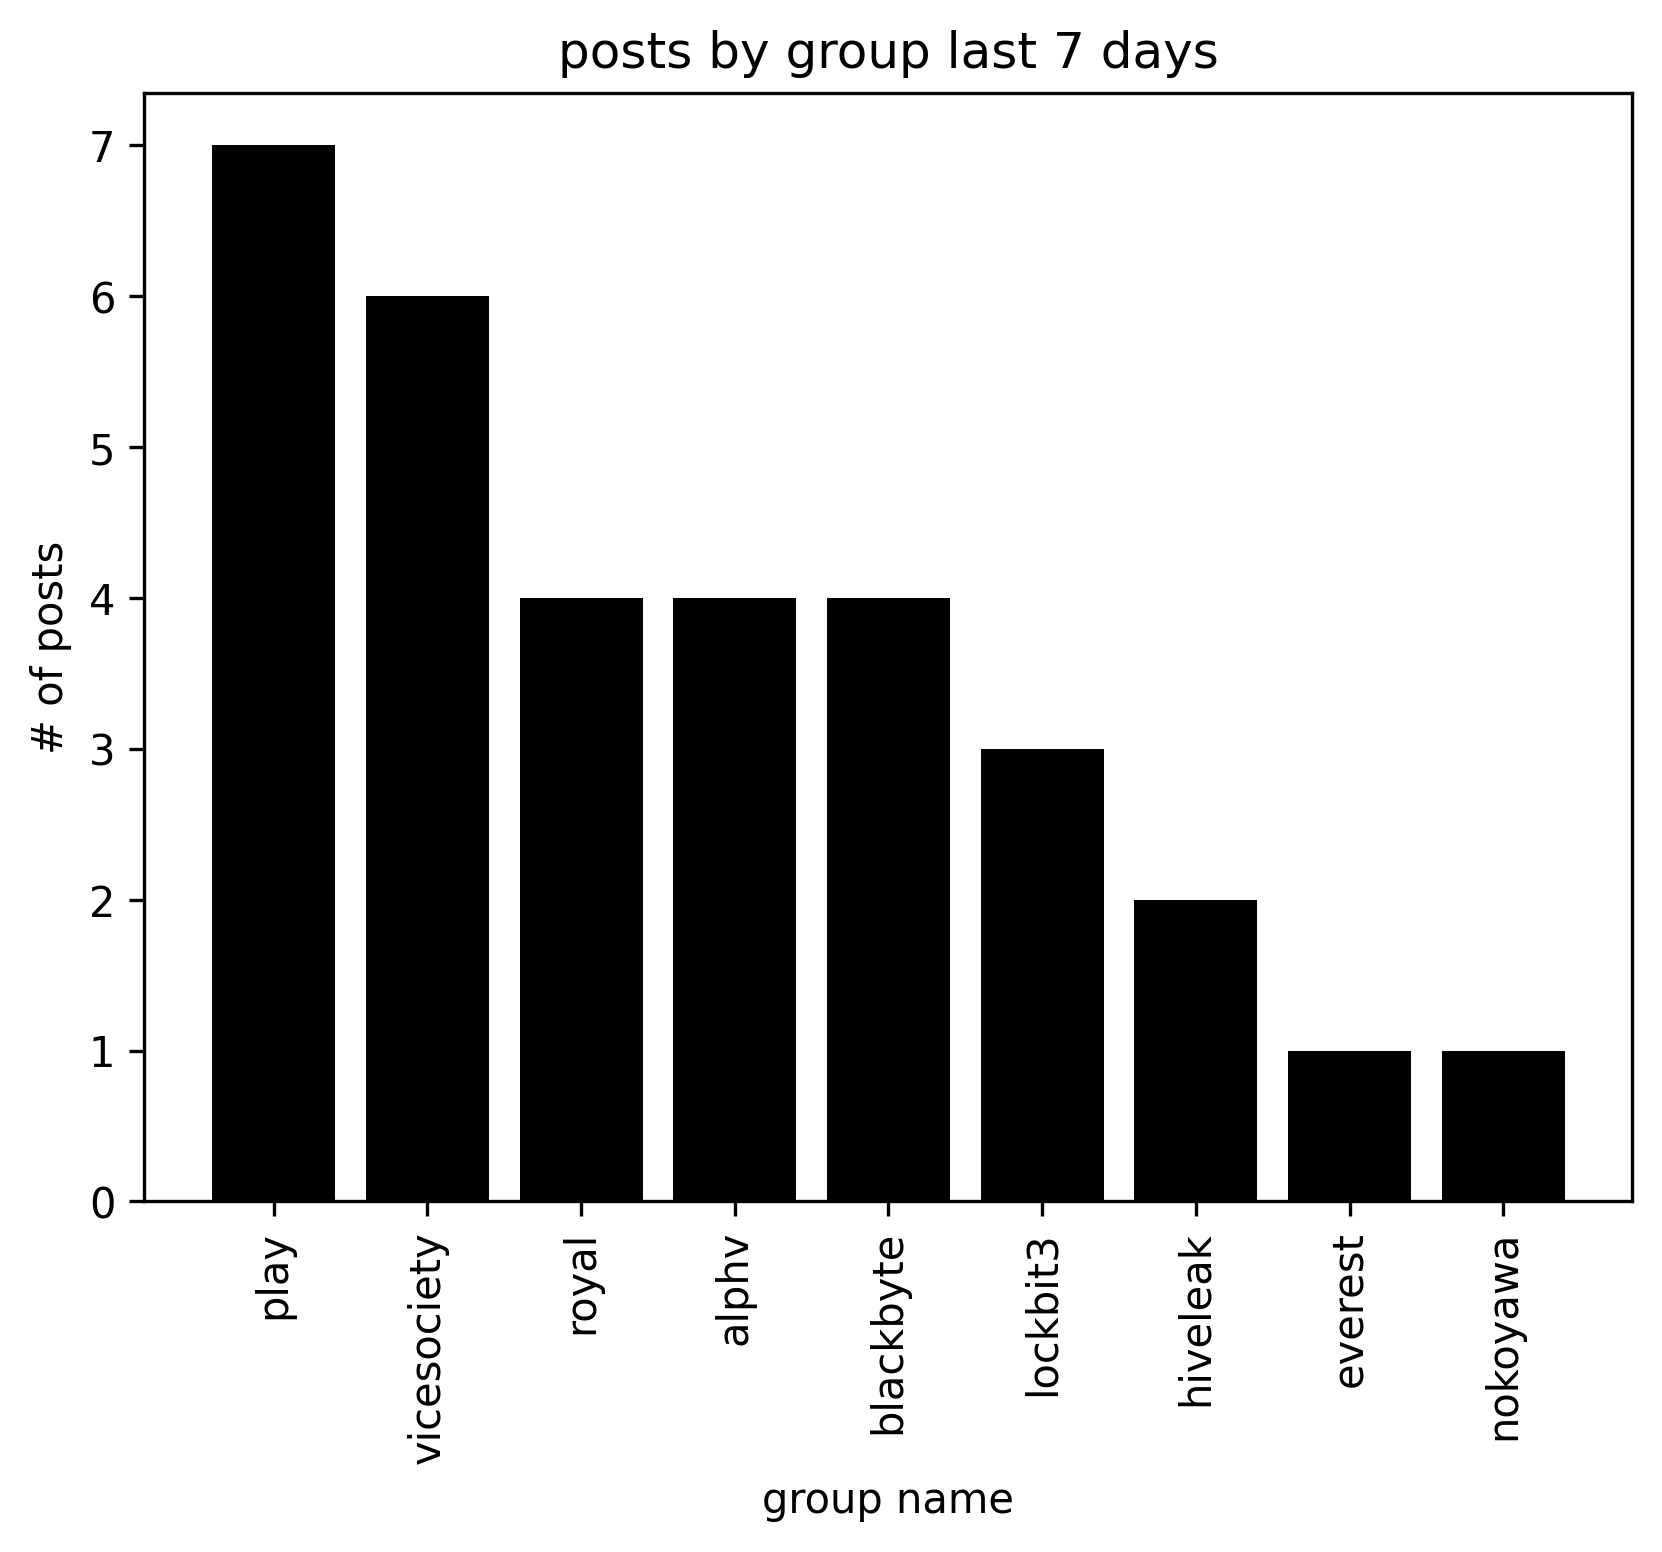 posts by group last 7 days
# of posts
7
6
5
4
3
2
1
0
play
vicesociety
royal
alphv
blackbyte
lockbit3
hiveleak
everest
nokoyawa
group name